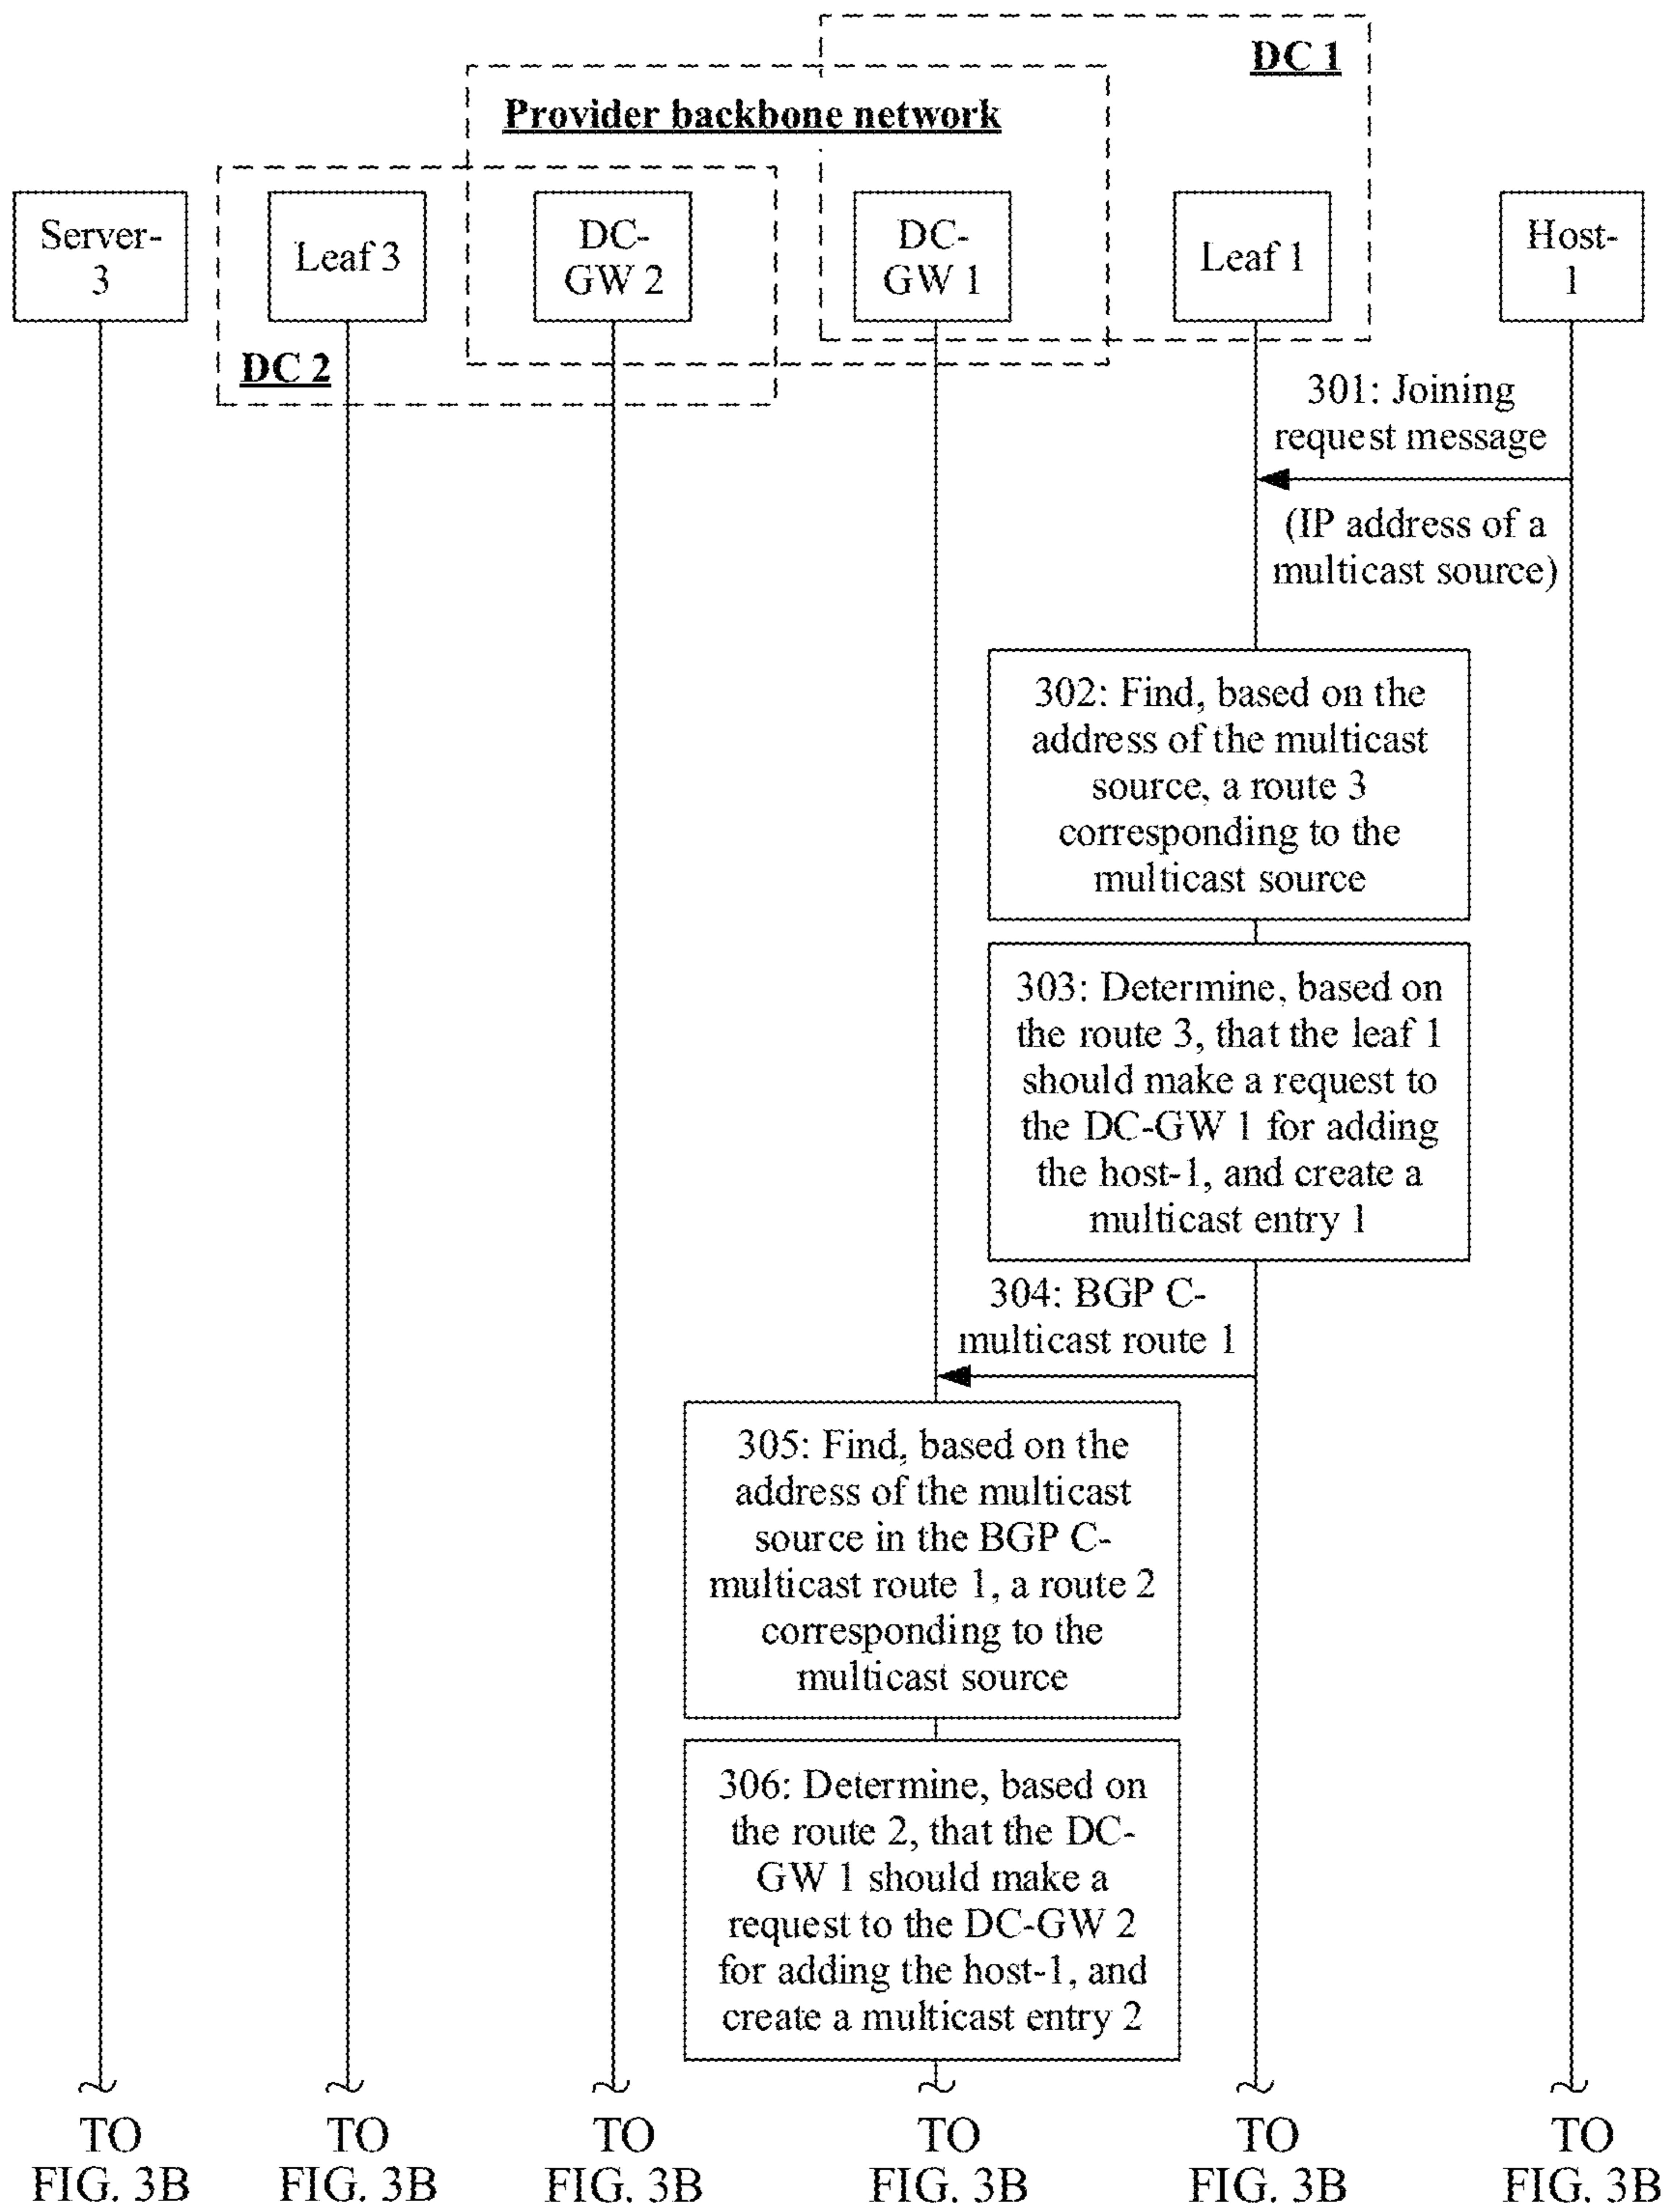 DC 1
Provider backbone network
Server-
3
Leaf 3
DC-
GW 2
DC-
GW 1
Leaf 1
Host-
1
DC 2
301: Joining
request message
(IP address of a
multicast source)
302: Find, based on the
address of the multicast
source, a route 3
corresponding to the
multicast source
303: Determine, based on
the route 3, that the leaf 1
should make a request to
the DC-GW 1 for adding
the host-1, and create a
multicast entry 1
304: BGP C-
multicast route 1
305: Find, based on the
address of the multicast
source in the BGP C-
multicast route 1, a route 2
corresponding to the
multicast source
306: Determine, based on
the route 2, that the DC-
GW 1 should make a
request to the DC-GW 2
for adding the host-1, and
create a multicast entry 2
TO
FIG. 3B
TO
FIG. 3B
TO
FIG. 3B
TO
FIG. 3B
TO
FIG. 3B
TO
FIG. 3B